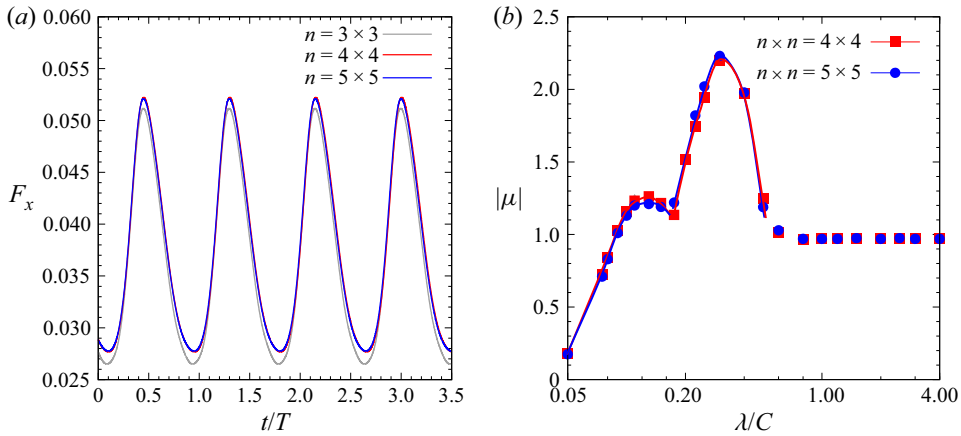 (a)
n = 3 × 3
n = 4 × 4
n = 5 × 5
0.060
0.055
0.050
0.045
0.040
0.035
0.030
0.025
F_x
0 0.5 1.0 1.5 2.0 2.5 3.0 3.5
t/T
(b)
n × n = 4 × 4
n × n = 5 × 5
2.5
2.0
1.5
1.0
0.5
0
|μ|
0.05 0.20 1.00 4.00
λ/C